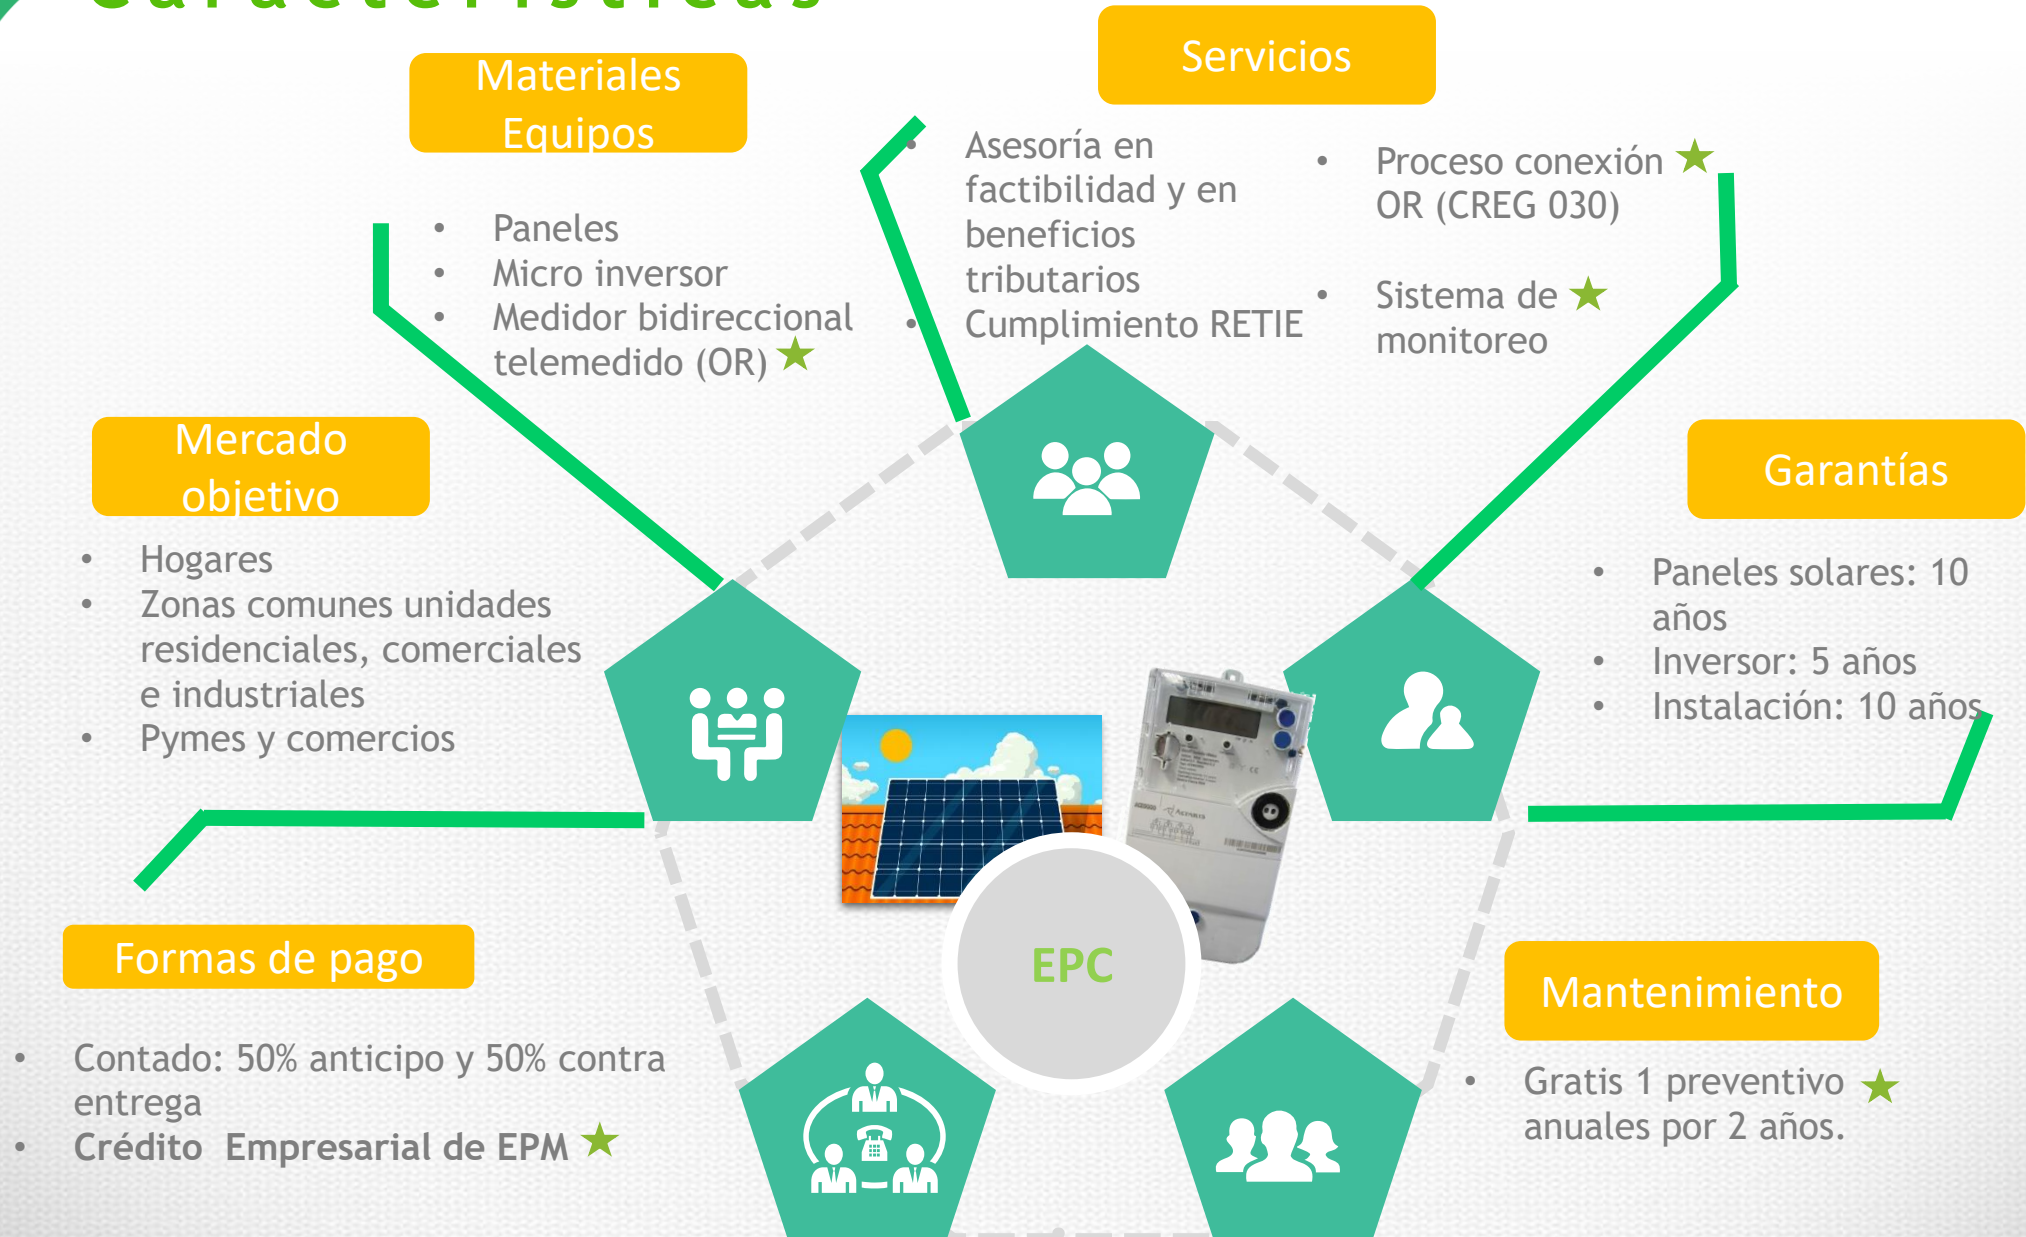 Características
Materiales
Equipos
Servicios
• Paneles
• Micro inversor
• Medidor bidireccional
telemedido (OR)
• Asesoría en
factibilidad y en
beneficios
tributarios
• Cumplimiento RETIE
• Proceso conexión
OR (CREG 030)
• Sistema de
monitoreo
Mercado
objetivo
• Hogares
• Zonas comunes unidades
residenciales, comerciales
e industriales
• Pymes y comercios
Garantías
• Paneles solares: 10
años
• Inversor: 5 años
• Instalación: 10 años
EPC
Formas de pago
• Contado: 50% anticipo y 50% contra
entrega
• Crédito Empresarial de EPM
Mantenimiento
• Gratis 1 preventivo
anuales por 2 años.